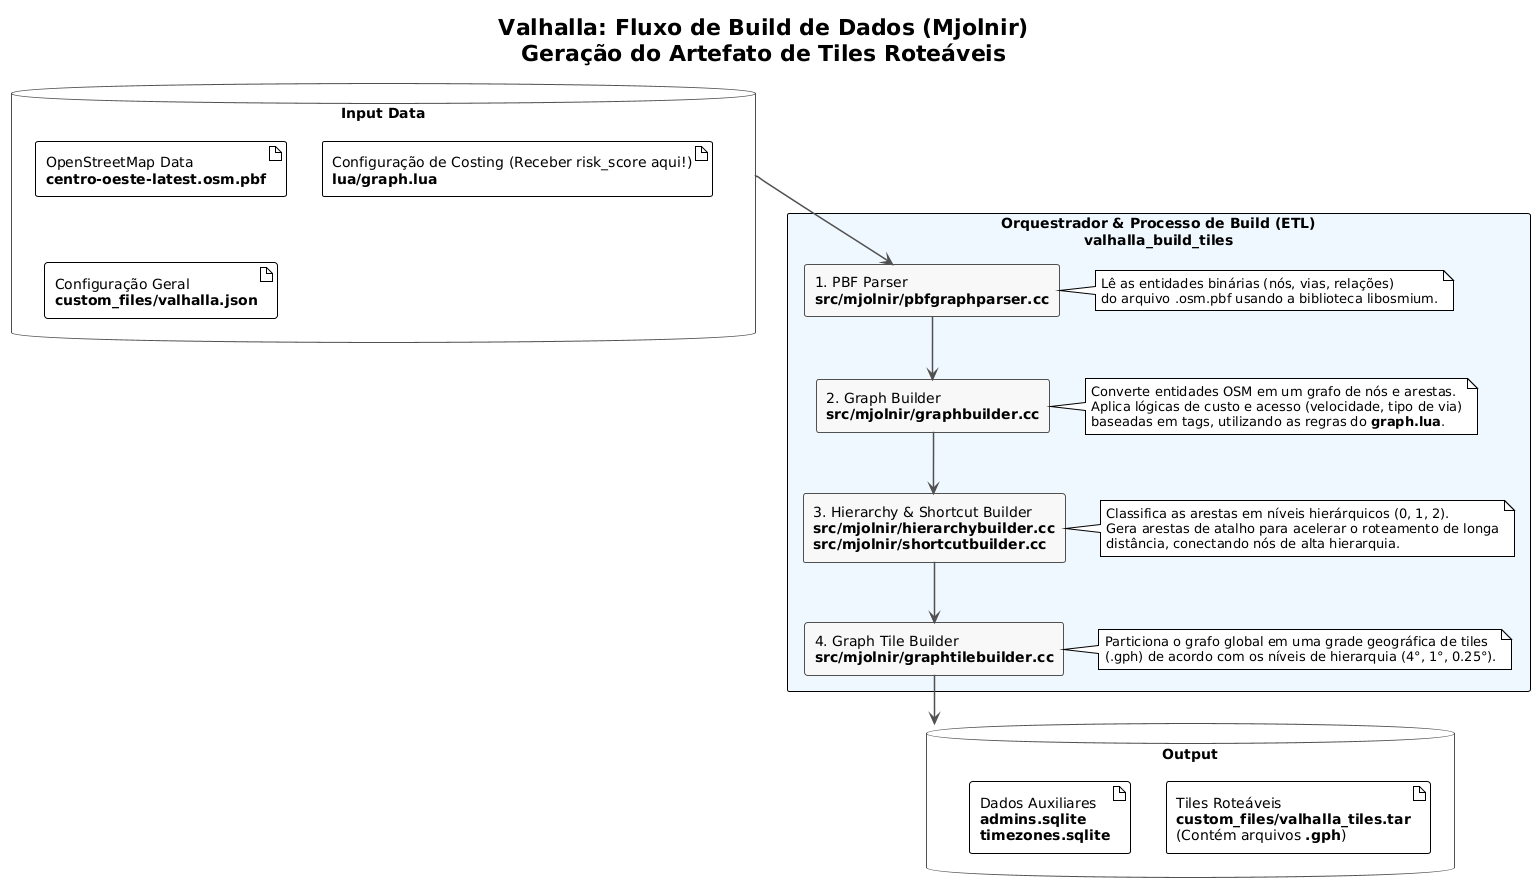 Valhalla: Fluxo de Build de Dados (Mjolnir)
Geração do Artefato de Tiles Roteáveis
Input Data
OpenStreetMap Data
centro-oeste-latest.osm.pbf
Configuração de Costing (Receber risk_score aqui!)
lua/graph.lua
Configuração Geral
custom_files/valhalla.json
Orquestrador & Processo de Build (ETL)
valhalla_build_tiles
1. PBF Parser
src/mjolnir/pbfgraphparser.cc
Lê as entidades binárias (nós, vias, relações)
do arquivo .osm.pbf usando a biblioteca libosmium.
2. Graph Builder
src/mjolnir/graphbuilder.cc
Converte entidades OSM em um grafo de nós e arestas.
Aplica lógicas de custo e acesso (velocidade, tipo de via)
baseadas em tags, utilizando as regras do graph.lua.
3. Hierarchy & Shortcut Builder
src/mjolnir/hierarchybuilder.cc
src/mjolnir/shortcutbuilder.cc
Classifica as arestas em níveis hierárquicos (0, 1, 2).
Gera arestas de atalho para acelerar o roteamento de longa
distância, conectando nós de alta hierarquia.
4. Graph Tile Builder
src/mjolnir/graphtilebuilder.cc
Particiona o grafo global em uma grade geográfica de tiles
(.gph) de acordo com os níveis de hierarquia (4°, 1°, 0.25°).
Output
Dados Auxiliares
admins.sqlite
timezones.sqlite
Tiles Roteáveis
custom_files/valhalla_tiles.tar
(Contém arquivos .gph)